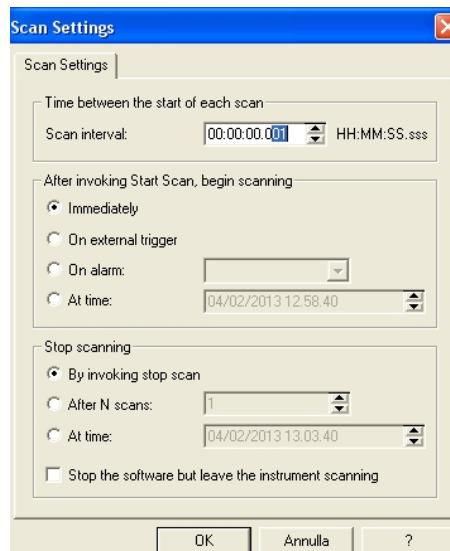 Scan Settings
Scan Settings
Time between the start of each scan
Scan interval: 00:00:00.001 HH:MM:SS.sss
After invoking Start Scan, begin scanning
Immediately
On external trigger
On alarm:
At time: 04/02/2013 12.58.40
Stop scanning
By invoking stop scan
After N scans: 1
At time: 04/02/2013 13.03.40
Stop the software but leave the instrument scanning
OK Annulla ?